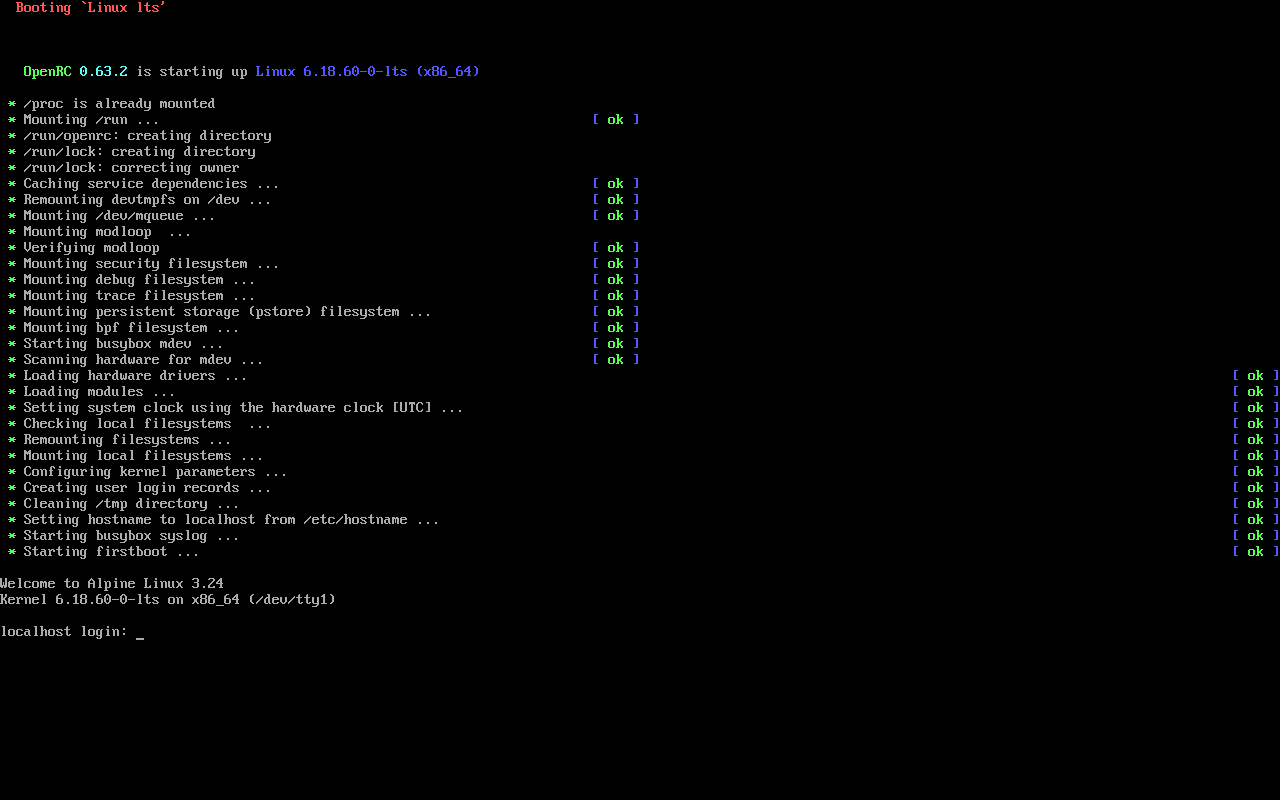 Booting `Linux lts'
OpenRC 0.63.2 is starting up Linux 6.18.60-0-lts (x86_64)
* /proc is already mounted
* Mounting /run ... [ ok ]
* /run/openrc: creating directory
* /run/lock: creating directory
* /run/lock: correcting owner
* Caching service dependencies ... [ ok ]
* Remounting devtmpfs on /dev ... [ ok ]
* Mounting /dev/mqueue ... [ ok ]
* Mounting modloop  ...
* Verifying modloop [ ok ]
* Mounting security filesystem ... [ ok ]
* Mounting debug filesystem ... [ ok ]
* Mounting trace filesystem ... [ ok ]
* Mounting persistent storage (pstore) filesystem ... [ ok ]
* Mounting bpf filesystem ... [ ok ]
* Starting busybox mdev ... [ ok ]
* Scanning hardware for mdev ... [ ok ]
* Loading hardware drivers ... [ ok ]
* Loading modules ... [ ok ]
* Setting system clock using the hardware clock [UTC] ... [ ok ]
* Checking local filesystems  ... [ ok ]
* Remounting filesystems ... [ ok ]
* Mounting local filesystems ... [ ok ]
* Configuring kernel parameters ... [ ok ]
* Creating user login records ... [ ok ]
* Cleaning /tmp directory ... [ ok ]
* Setting hostname to localhost from /etc/hostname ... [ ok ]
* Starting busybox syslog ... [ ok ]
* Starting firstboot ... [ ok ]
Welcome to Alpine Linux 3.24
Kernel 6.18.60-0-lts on x86_64 (/dev/tty1)
localhost login: _